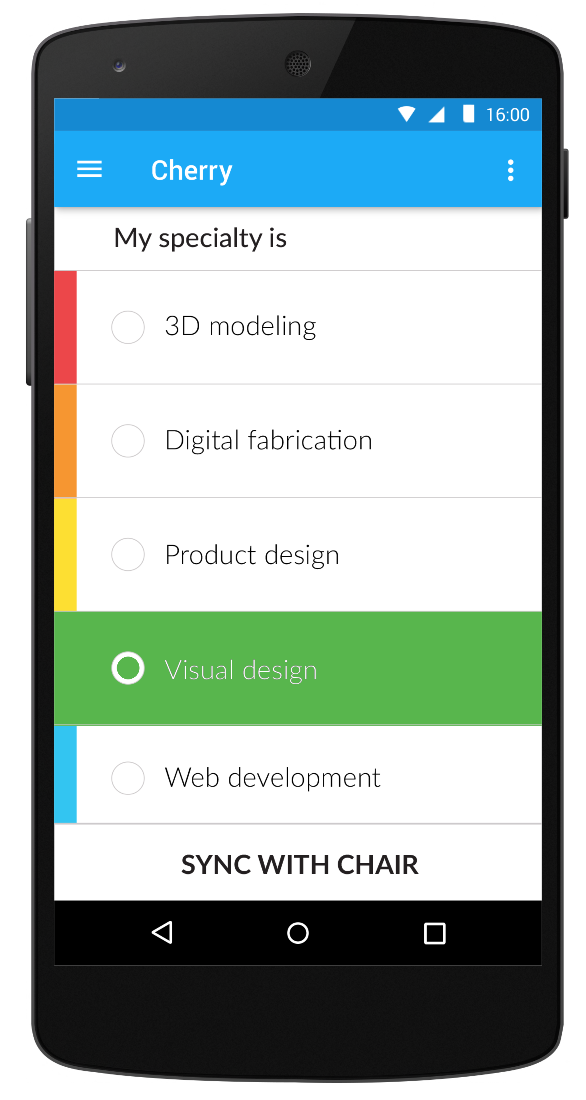 16:00
Cherry
My specialty is
3D modeling
Digital fabrication
Product design
Visual design
Web development
SYNC WITH CHAIR